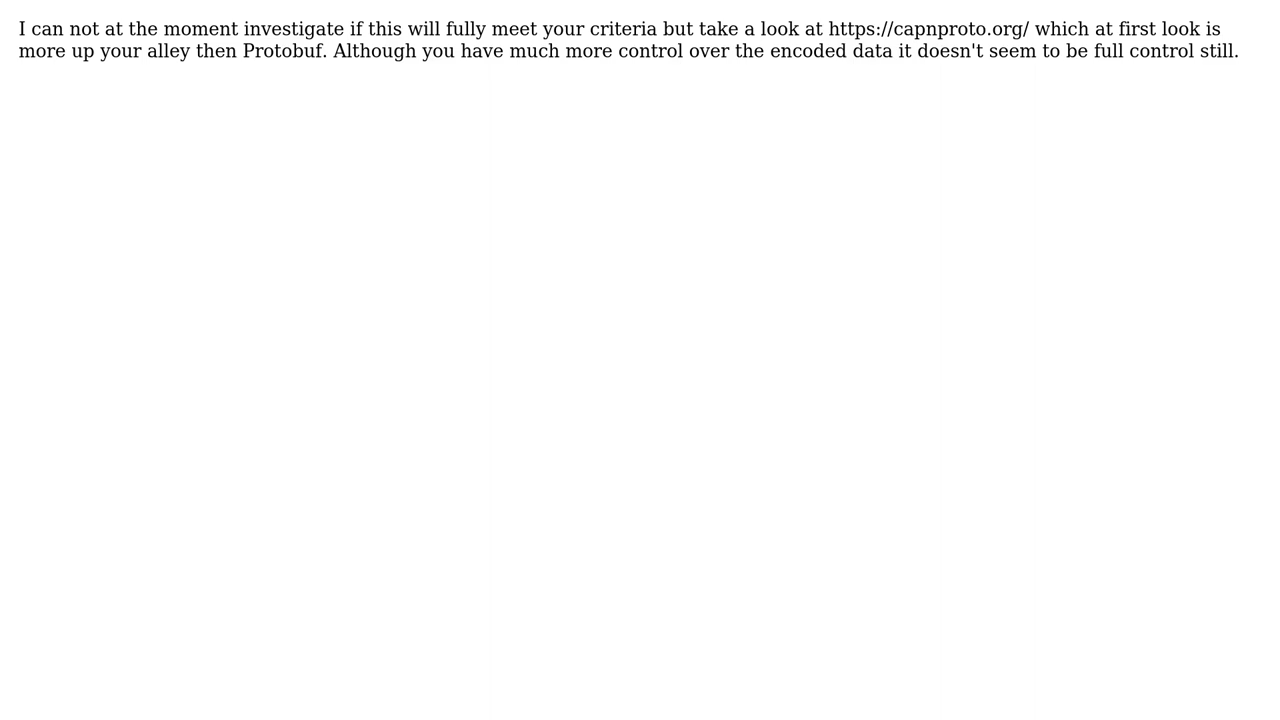 I can not at the moment investigate if this will fully meet your criteria but take a look at https://capnproto.org/ which at first look is
more up your alley then Protobuf. Although you have much more control over the encoded data it doesn't seem to be full control still.